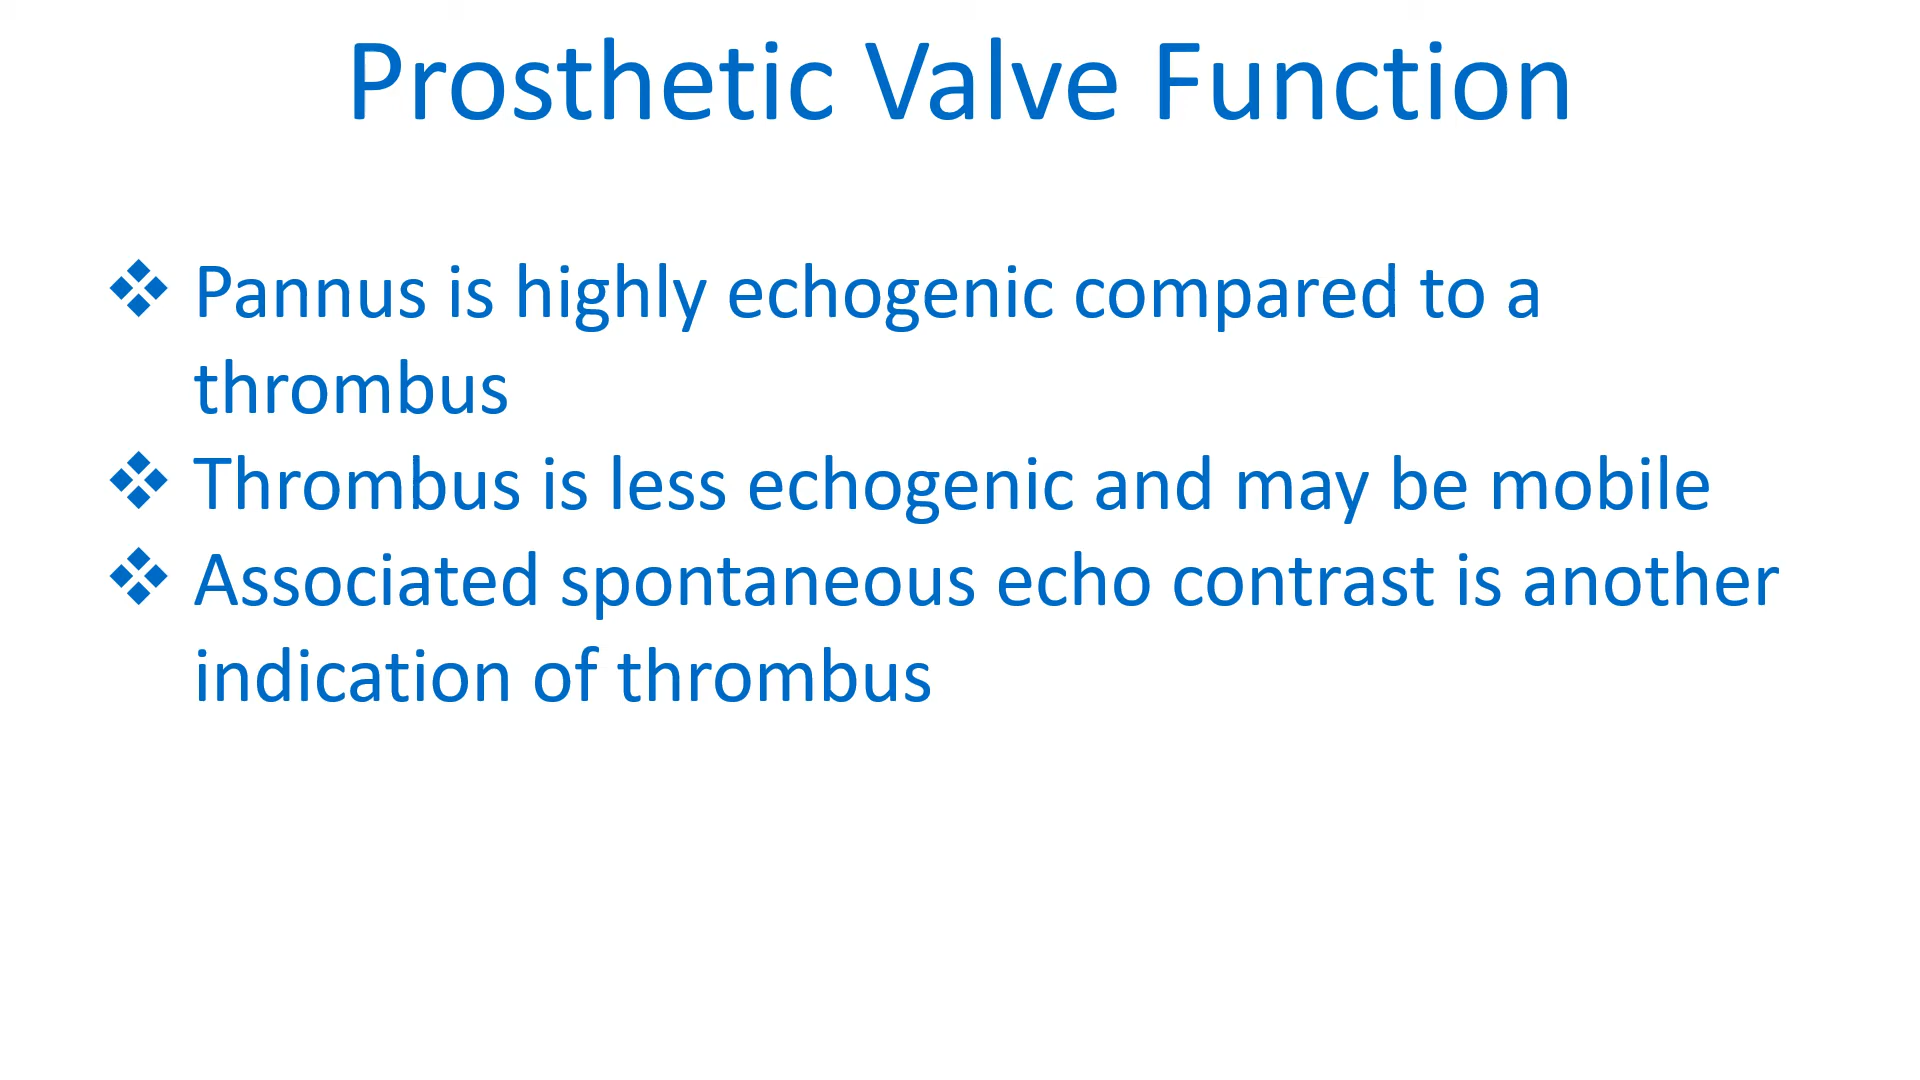 Prosthetic Valve Function
❖ Pannus is highly echogenic compared to a
thrombus
❖ Thrombus is less echogenic and may be mobile
❖ Associated spontaneous echo contrast is another
indication of thrombus